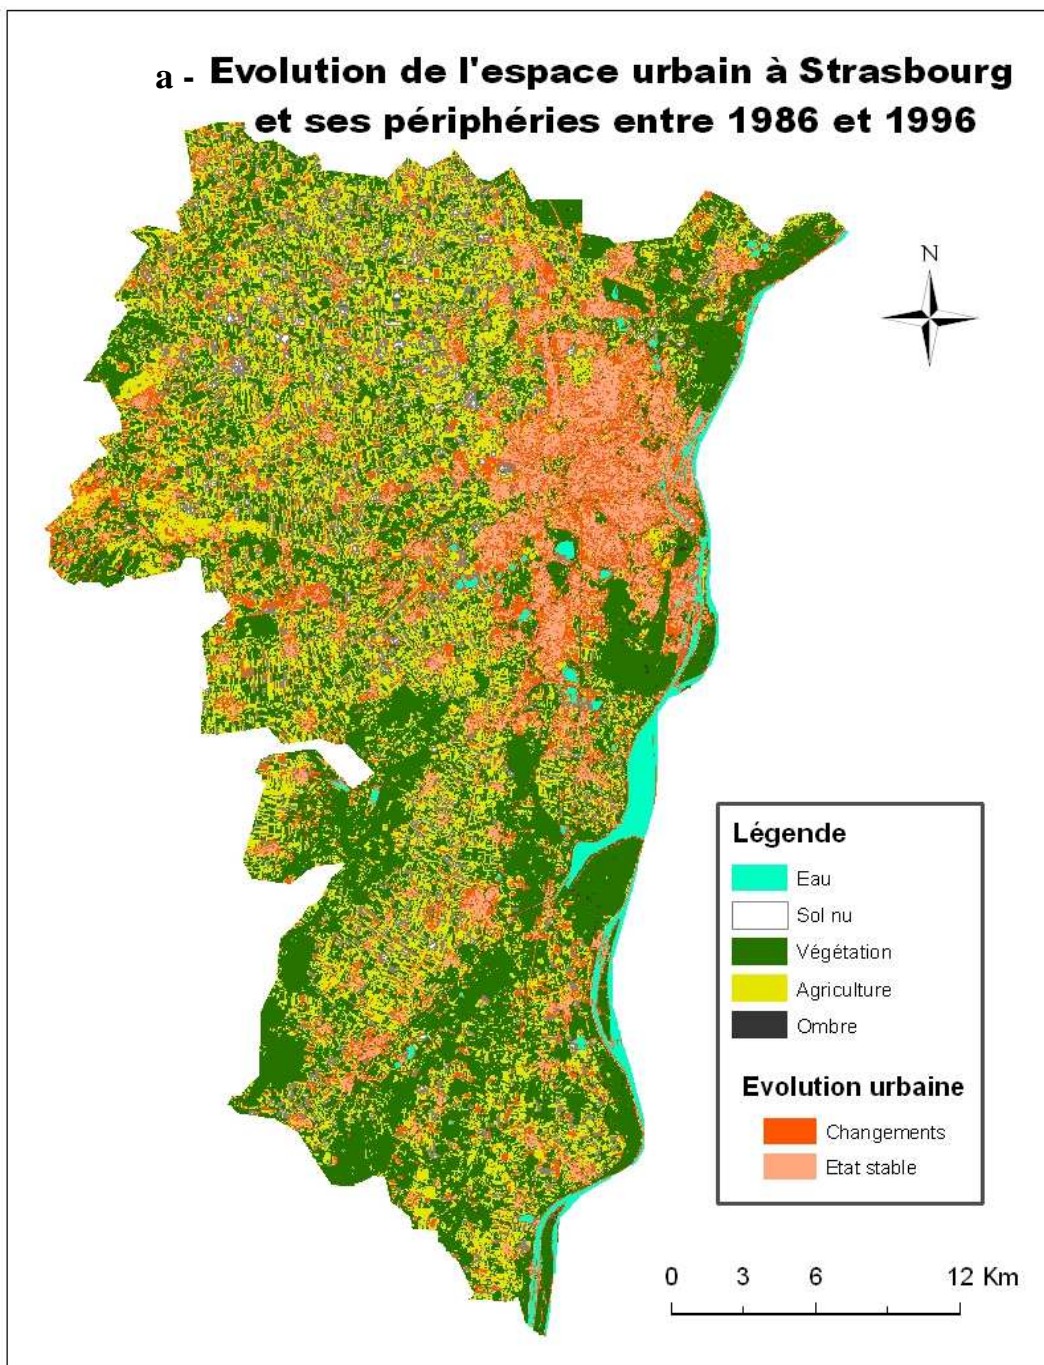 a - Evolution de l'espace urbain à Strasbourg
et ses périphéries entre 1986 et 1996
N
Légende
Eau
Sol nu
Végétation
Agriculture
Ombre
Evolution urbaine
Changements
Etat stable
0 3 6 12 Km